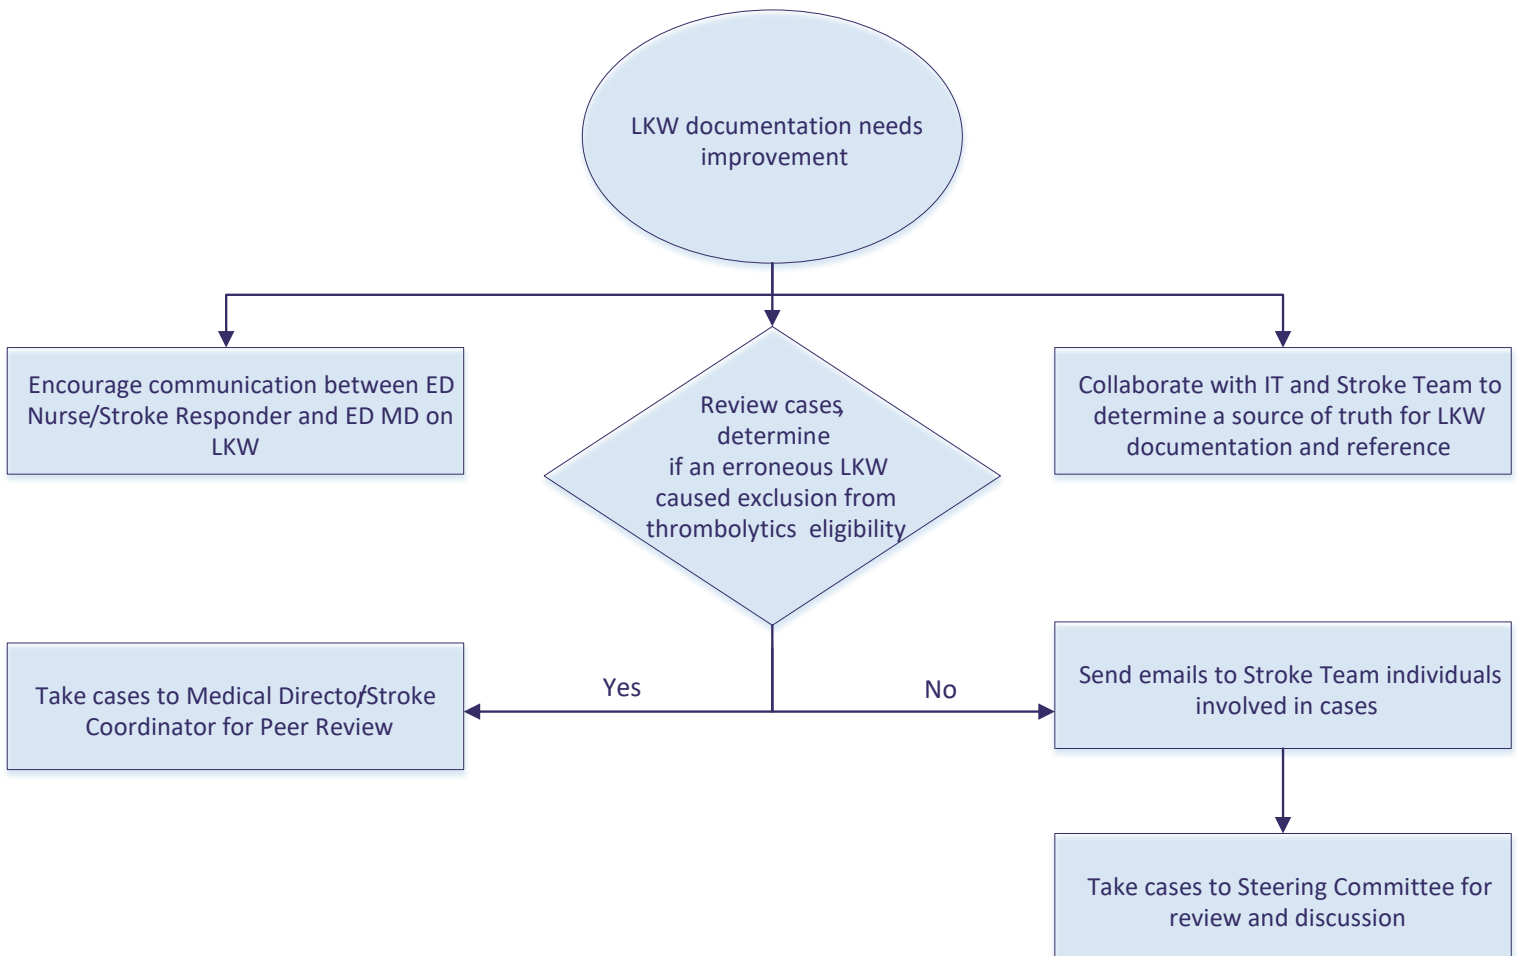 LKW documentation needs
improvement
Encourage communication between ED
Nurse/Stroke Responder and ED MD on
LKW
Review cases,
determine
if an erroneous LKW
caused exclusion from
thrombolytics eligibility
Collaborate with IT and Stroke Team to
determine a source of truth for LKW
documentation and reference
Yes
No
Take cases to Medical Director/Stroke
Coordinator for Peer Review
Send emails to Stroke Team individuals
involved in cases
Take cases to Steering Committee for
review and discussion